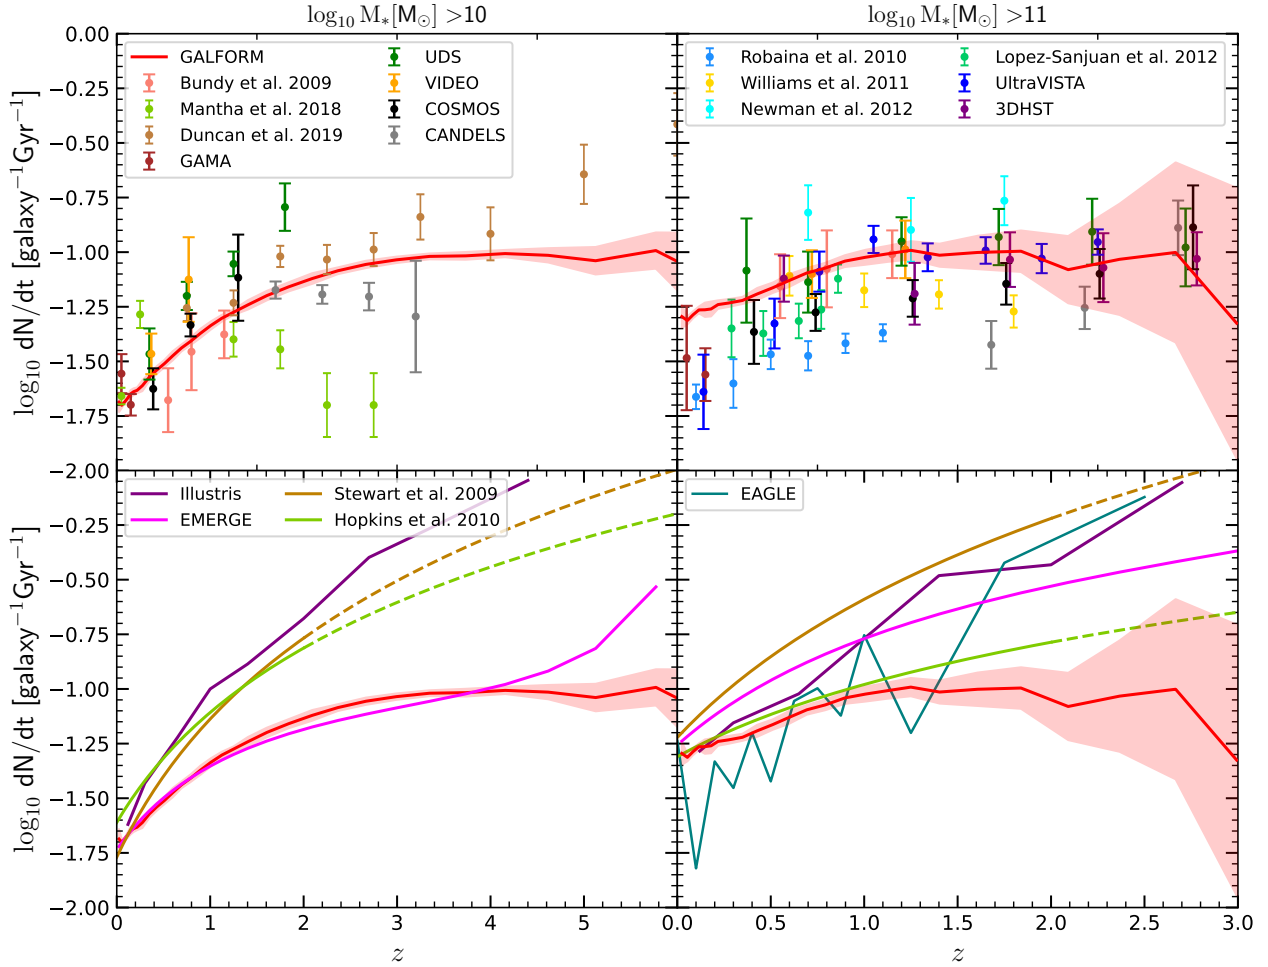 log₁₀ M*[M⊙] >10
log₁₀ M*[M⊙] >11
log₁₀ dN/dt [galaxy⁻¹Gyr⁻¹]
0.00
−0.25
−0.50
−0.75
−1.00
−1.25
−1.50
−1.75
−2.00
GALFORM
Bundy et al. 2009
Mantha et al. 2018
Duncan et al. 2019
GAMA
UDS
VIDEO
COSMOS
CANDELS
Robaina et al. 2010
Williams et al. 2011
Newman et al. 2012
Lopez-Sanjuan et al. 2012
UltraVISTA
3DHST
log₁₀ dN/dt [galaxy⁻¹Gyr⁻¹]
−0.25
−0.50
−0.75
−1.00
−1.25
−1.50
−1.75
−2.00
Illustris
EMERGE
Stewart et al. 2009
Hopkins et al. 2010
EAGLE
0 1 2 3 4 5
0.0 0.5 1.0 1.5 2.0 2.5 3.0
z
z